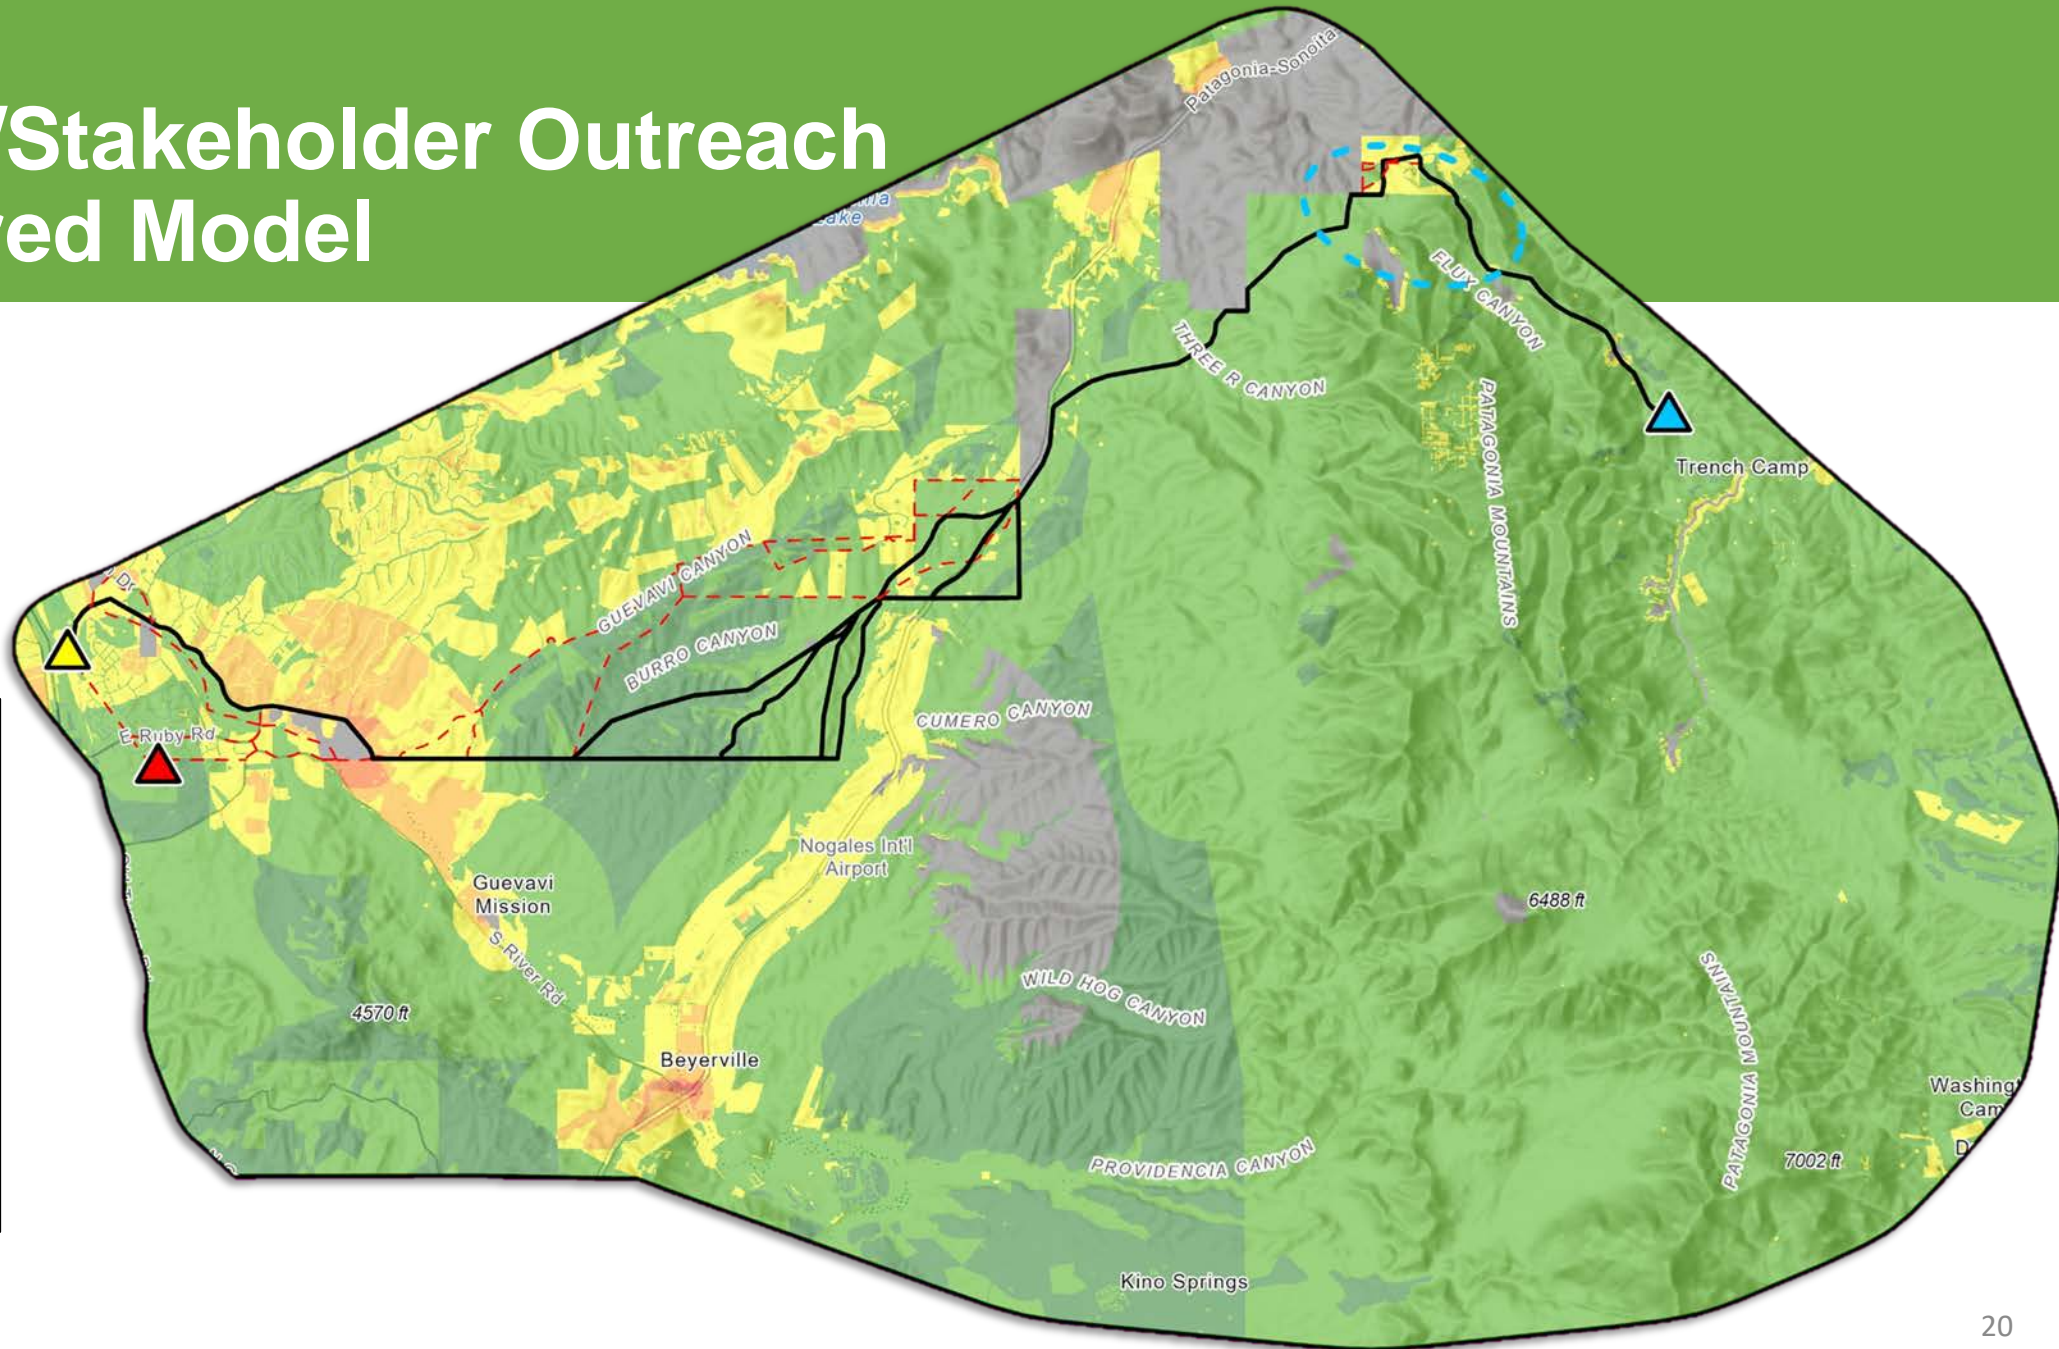 /Stakeholder Outreach
red Model
Patagonia-Sonoita
Lake
FLUX CANYON
THREE R CANYON
PATAGONIA MOUNTAINS
Trench Camp
GUEVAVI CANYON
Dr
BURRO CANYON
E Ruby Rd
CUMERO CANYON
Nogales Int'l
Airport
Guevavi
Mission
6488 ft
S River Rd
WILD HOG CANYON
4570 ft
PATAGONIA MOUNTAINS
Beyerville
Washing
Cam
D
PROVIDENCIA CANYON
7002 ft
Kino Springs
20